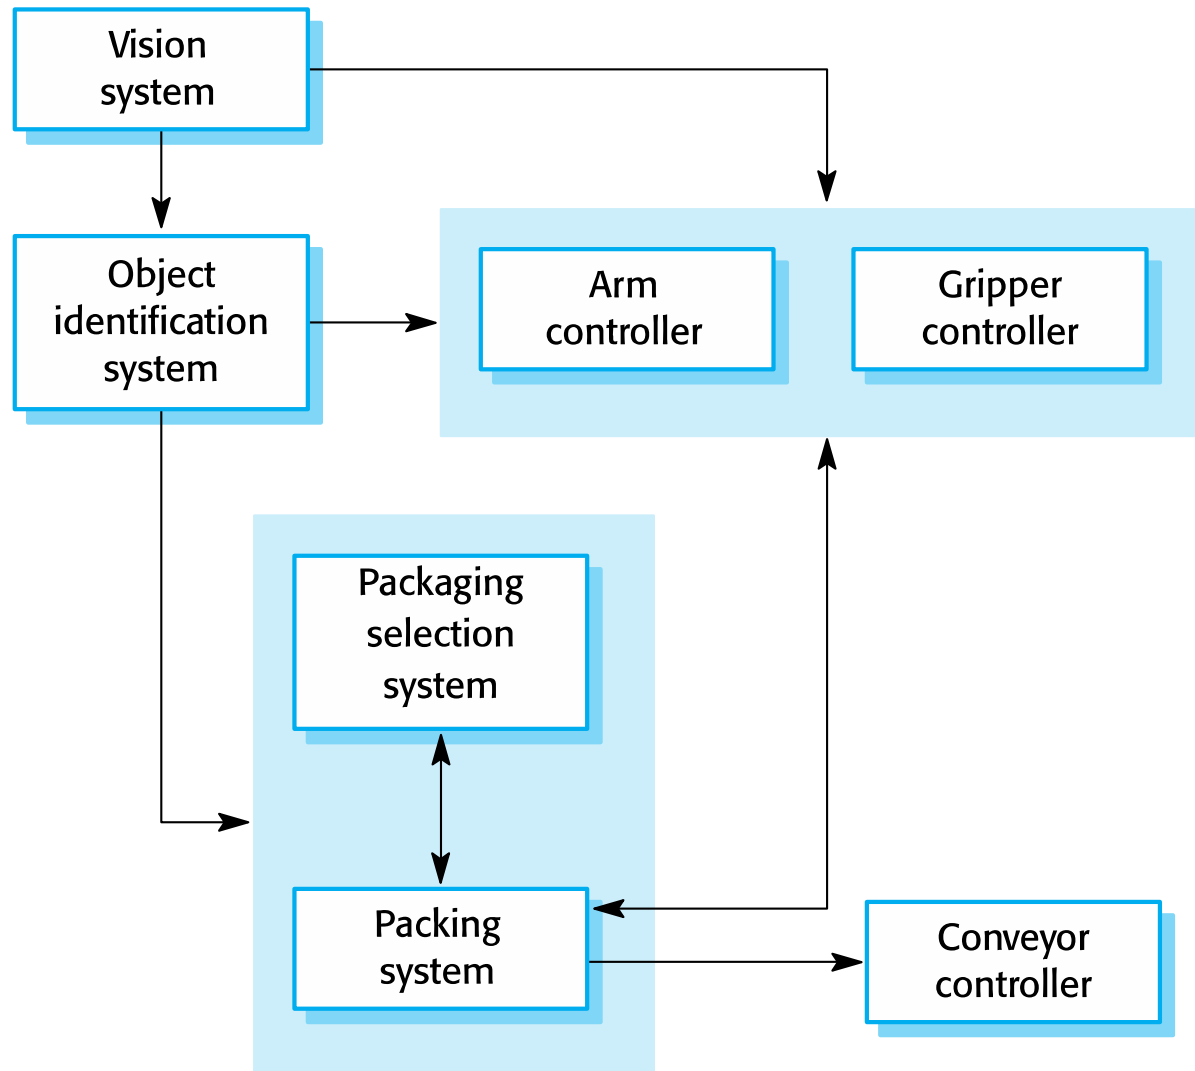 Vision
system
Object
identification
system
Arm
controller
Gripper
controller
Packaging
selection
system
Packing
system
Conveyor
controller